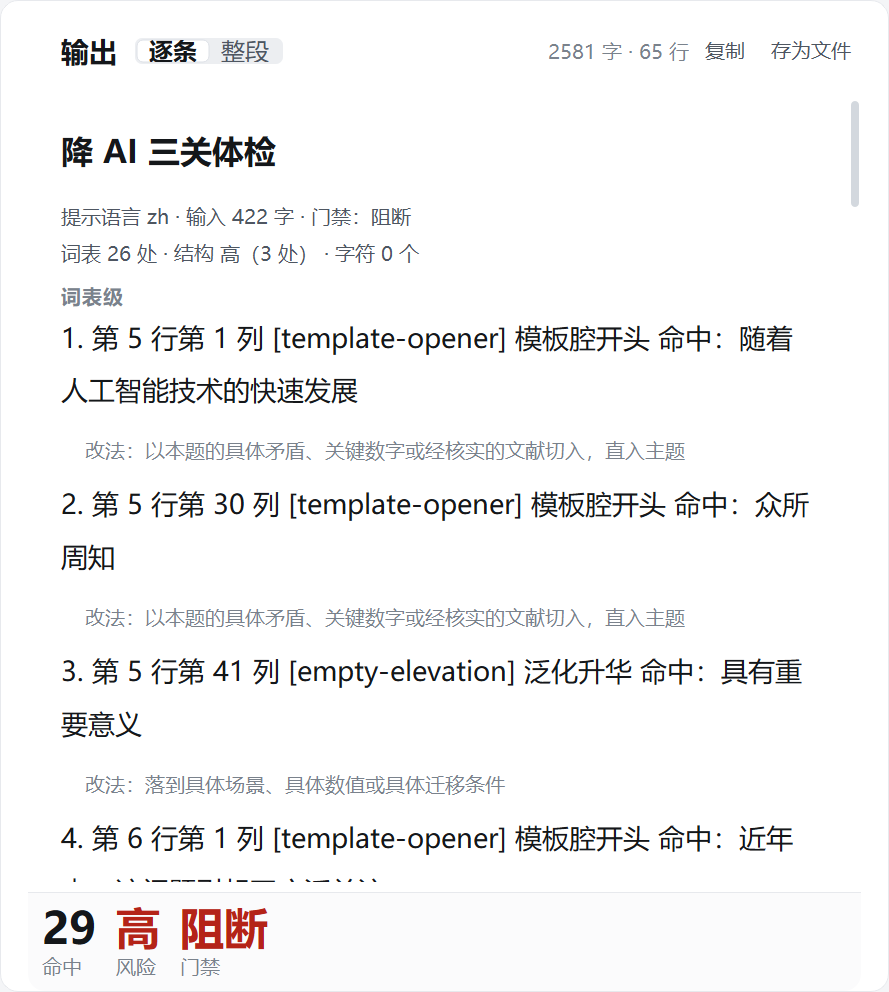 输出 逐条 整段 2581 字 · 65 行 复制 存为文件
降 AI 三关体检
提示语言 zh · 输入 422 字 · 门禁：阻断
词表 26 处 · 结构 高（3 处） · 字符 0 个
词表级
1. 第 5 行第 1 列 [template-opener] 模板腔开头 命中：随着
人工智能技术的快速发展
改法：以本题的具体矛盾、关键数字或经核实的文献切入，直入主题
2. 第 5 行第 30 列 [template-opener] 模板腔开头 命中：众所
周知
改法：以本题的具体矛盾、关键数字或经核实的文献切入，直入主题
3. 第 5 行第 41 列 [empty-elevation] 泛化升华 命中：具有重
要意义
改法：落到具体场景、具体数值或具体迁移条件
4. 第 6 行第 1 列 [template-opener] 模板腔开头 命中：近年
29 高 阻断
命中 风险 门禁